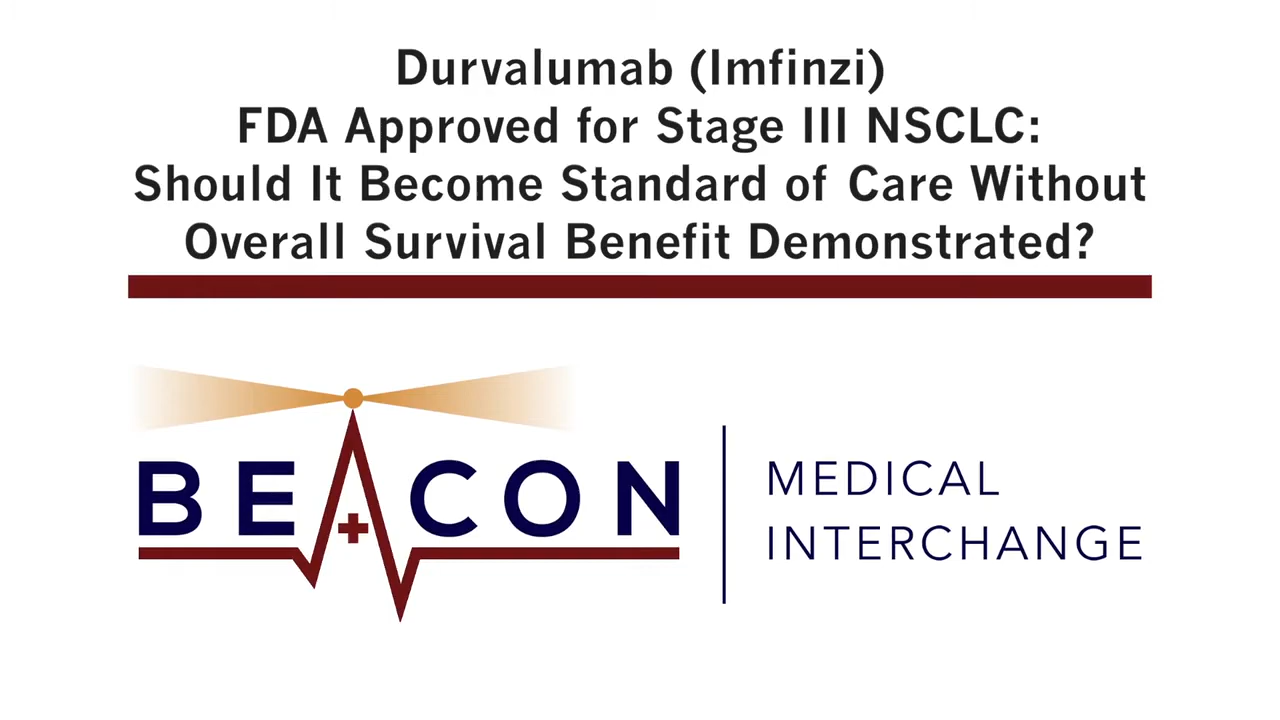 Durvalumab (Imfinzi)
FDA Approved for Stage III NSCLC:
Should It Become Standard of Care Without
Overall Survival Benefit Demonstrated?
BEACON
MEDICAL
INTERCHANGE